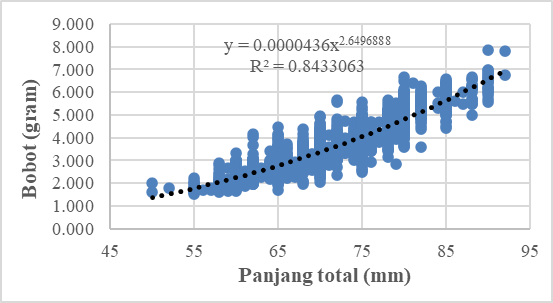 9.000
8.000
7.000
6.000
5.000
4.000
3.000
2.000
1.000
0.000
Bobot (gram)
y = 0.0000436x^2.6496888
R² = 0.8433063
45 55 65 75 85 95
Panjang total (mm)